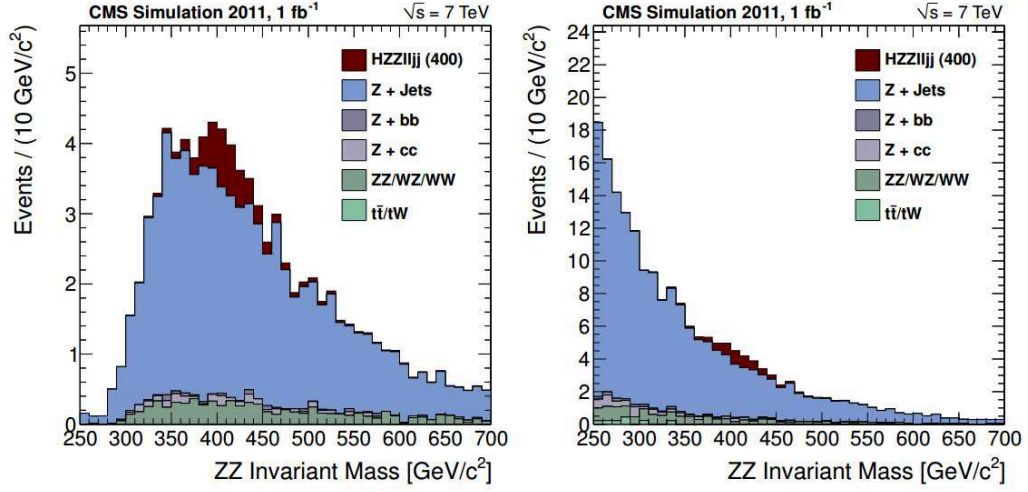 CMS Simulation 2011, 1 fb⁻¹ √s = 7 TeV
Events / (10 GeV/c²)
5
4
3
2
1
0
HZZlljj (400)
Z + Jets
Z + bb
Z + cc
ZZ/WZ/WW
tt̄/tW
250 300 350 400 450 500 550 600 650 700
ZZ Invariant Mass [GeV/c²]
CMS Simulation 2011, 1 fb⁻¹ √s = 7 TeV
Events / (10 GeV/c²)
24
22
20
18
16
14
12
10
8
6
4
2
0
HZZlljj (400)
Z + Jets
Z + bb
Z + cc
ZZ/WZ/WW
tt̄/tW
250 300 350 400 450 500 550 600 650 700
ZZ Invariant Mass [GeV/c²]